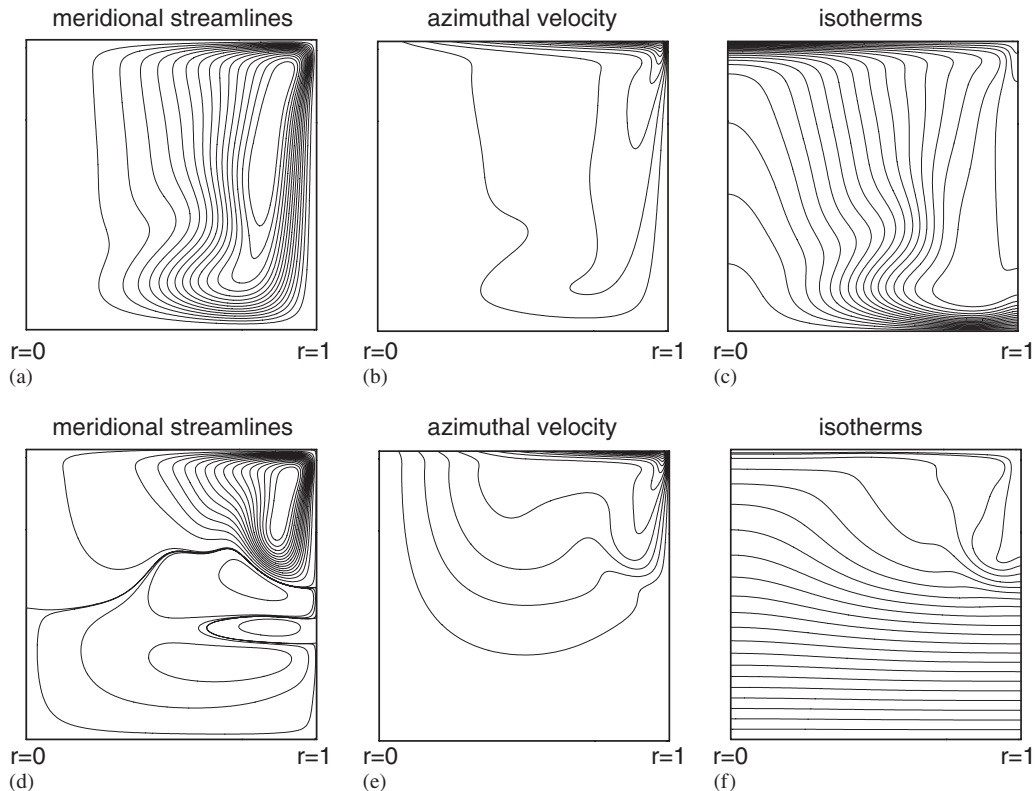 meridional streamlines azimuthal velocity isotherms
r=0 r=1 r=0 r=1 r=0 r=1
(a) (b) (c)
meridional streamlines azimuthal velocity isotherms
r=0 r=1 r=0 r=1 r=0 r=1
(d) (e) (f)